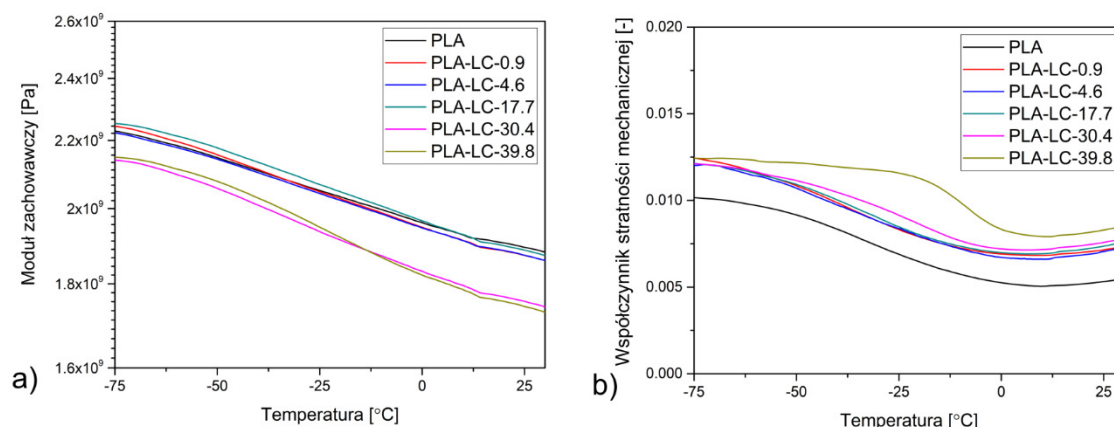 2.6x10⁹
2.4x10⁹
2.2x10⁹
2x10⁹
1.8x10⁹
1.6x10⁹
Moduł zachowawczy [Pa]
PLA
PLA-LC-0.9
PLA-LC-4.6
PLA-LC-17.7
PLA-LC-30.4
PLA-LC-39.8
-75
-50
-25
0
25
Temperatura [°C]
a)
0.020
0.015
0.010
0.005
0.000
Współczynnik stratności mechanicznej [-]
PLA
PLA-LC-0.9
PLA-LC-4.6
PLA-LC-17.7
PLA-LC-30.4
PLA-LC-39.8
-75
-50
-25
0
25
Temperatura [°C]
b)